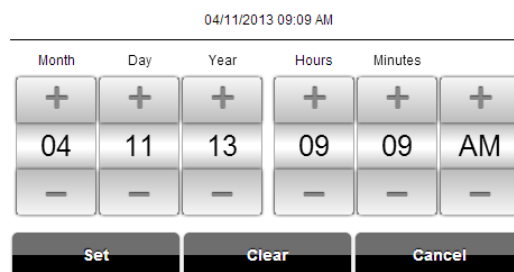 04/11/2013 09:09 AM
Month Day Year Hours Minutes
+ + + + + +
04 11 13 09 09 AM
− − − − − −
Set Clear Cancel